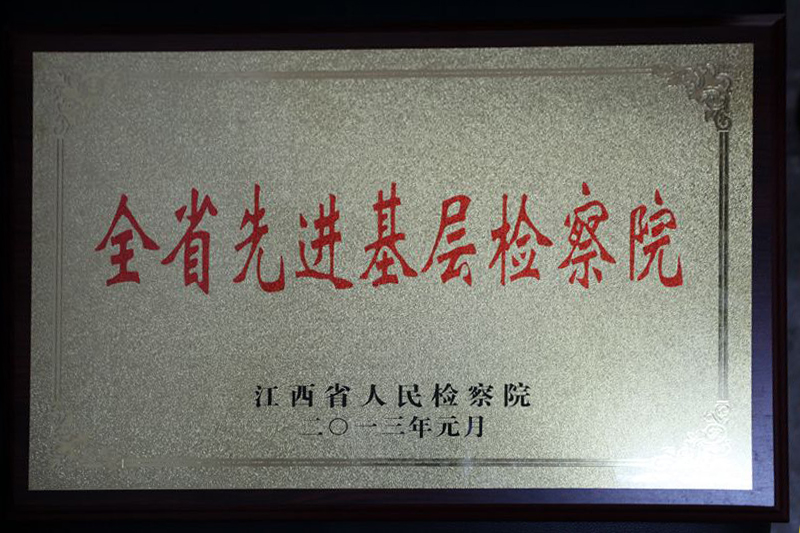 全省先进基层检察院
江西省人民检察院
二〇一三年元月